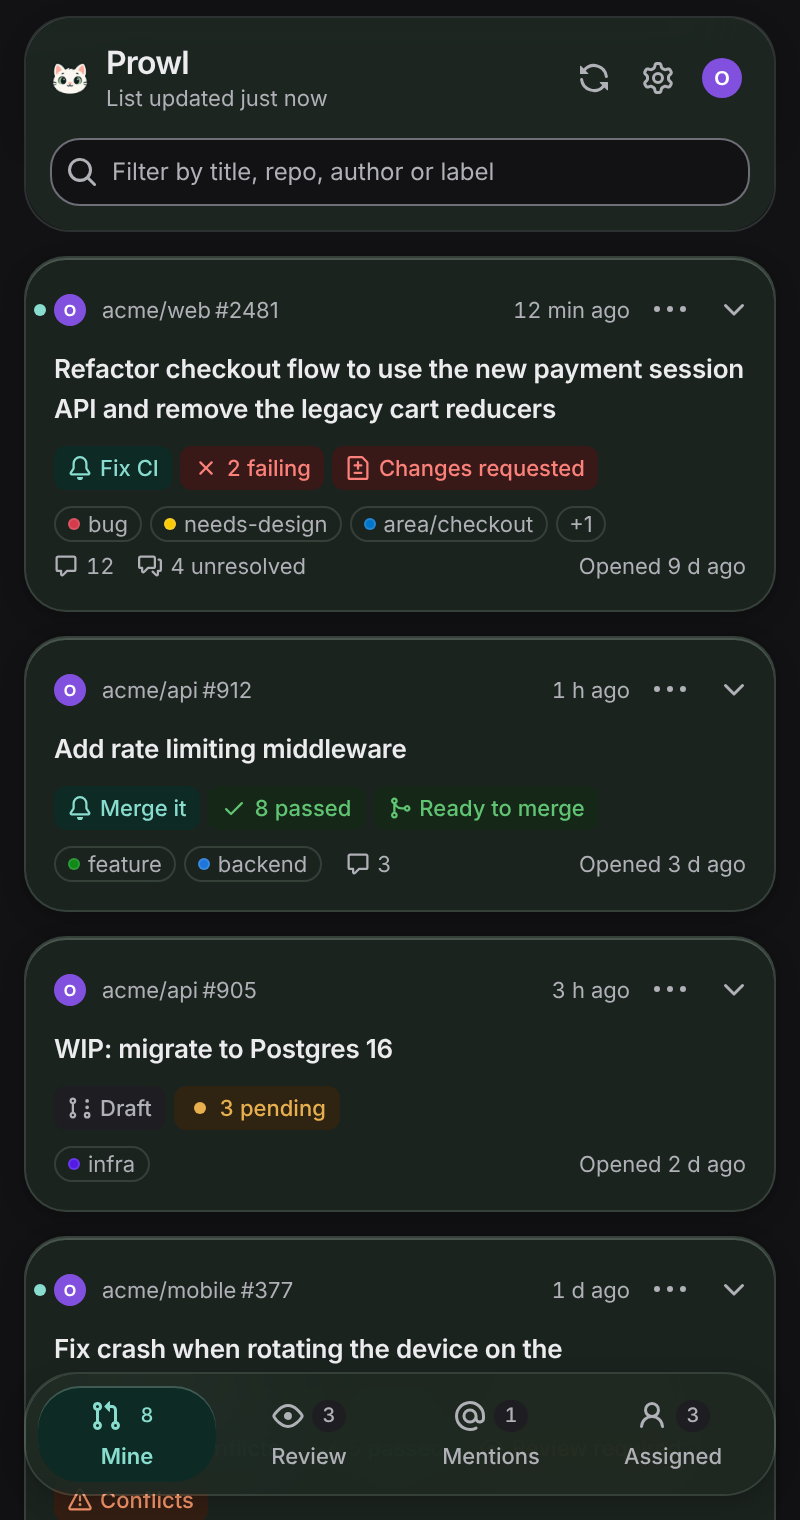 Prowl
List updated just now
O
Filter by title, repo, author or label
O acme/web #2481 12 min ago
Refactor checkout flow to use the new payment session
API and remove the legacy cart reducers
Fix CI 2 failing Changes requested
bug needs-design area/checkout +1
12 4 unresolved Opened 9 d ago
O acme/api #912 1 h ago
Add rate limiting middleware
Merge it 8 passed Ready to merge
feature backend 3 Opened 3 d ago
O acme/api #905 3 h ago
WIP: migrate to Postgres 16
Draft 3 pending
infra Opened 2 d ago
O acme/mobile #377 1 d ago
Fix crash when rotating the device on the
8 3 1 3
Mine Review Mentions Assigned
Conflicts